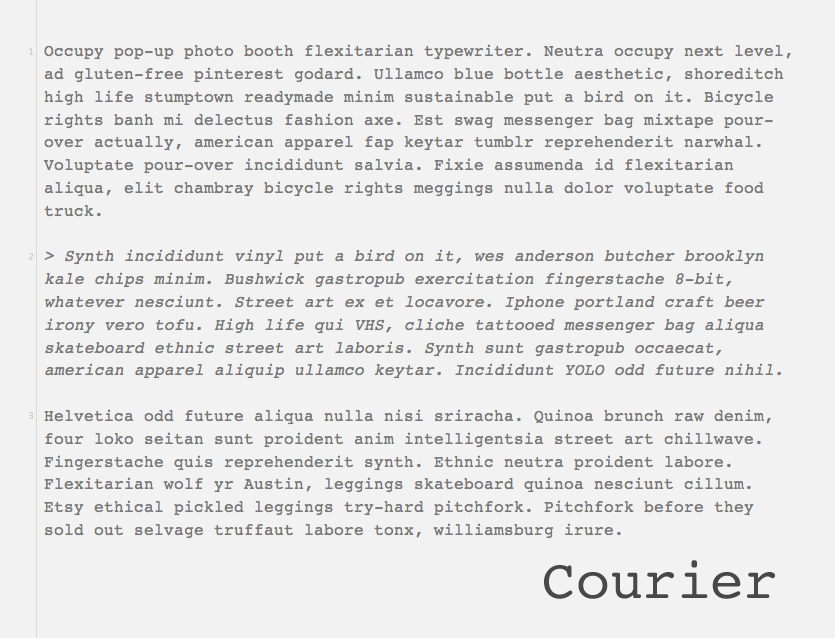 1 Occupy pop-up photo booth flexitarian typewriter. Neutra occupy next level,
ad gluten-free pinterest godard. Ullamco blue bottle aesthetic, shoreditch
high life stumptown readymade minim sustainable put a bird on it. Bicycle
rights banh mi delectus fashion axe. Est swag messenger bag mixtape pour-
over actually, american apparel fap keytar tumblr reprehenderit narwhal.
Voluptate pour-over incididunt salvia. Fixie assumenda id flexitarian
aliqua, elit chambray bicycle rights meggings nulla dolor voluptate food
truck.
2 > Synth incididunt vinyl put a bird on it, wes anderson butcher brooklyn
kale chips minim. Bushwick gastropub exercitation fingerstache 8-bit,
whatever nesciunt. Street art ex et locavore. Iphone portland craft beer
irony vero tofu. High life qui VHS, cliche tattooed messenger bag aliqua
skateboard ethnic street art laboris. Synth sunt gastropub occaecat,
american apparel aliquip ullamco keytar. Incididunt YOLO odd future nihil.
3 Helvetica odd future aliqua nulla nisi sriracha. Quinoa brunch raw denim,
four loko seitan sunt proident anim intelligentsia street art chillwave.
Fingerstache quis reprehenderit synth. Ethnic neutra proident labore.
Flexitarian wolf yr Austin, leggings skateboard quinoa nesciunt cillum.
Etsy ethical pickled leggings try-hard pitchfork. Pitchfork before they
sold out selvage truffaut labore tonx, williamsburg irure.
Courier